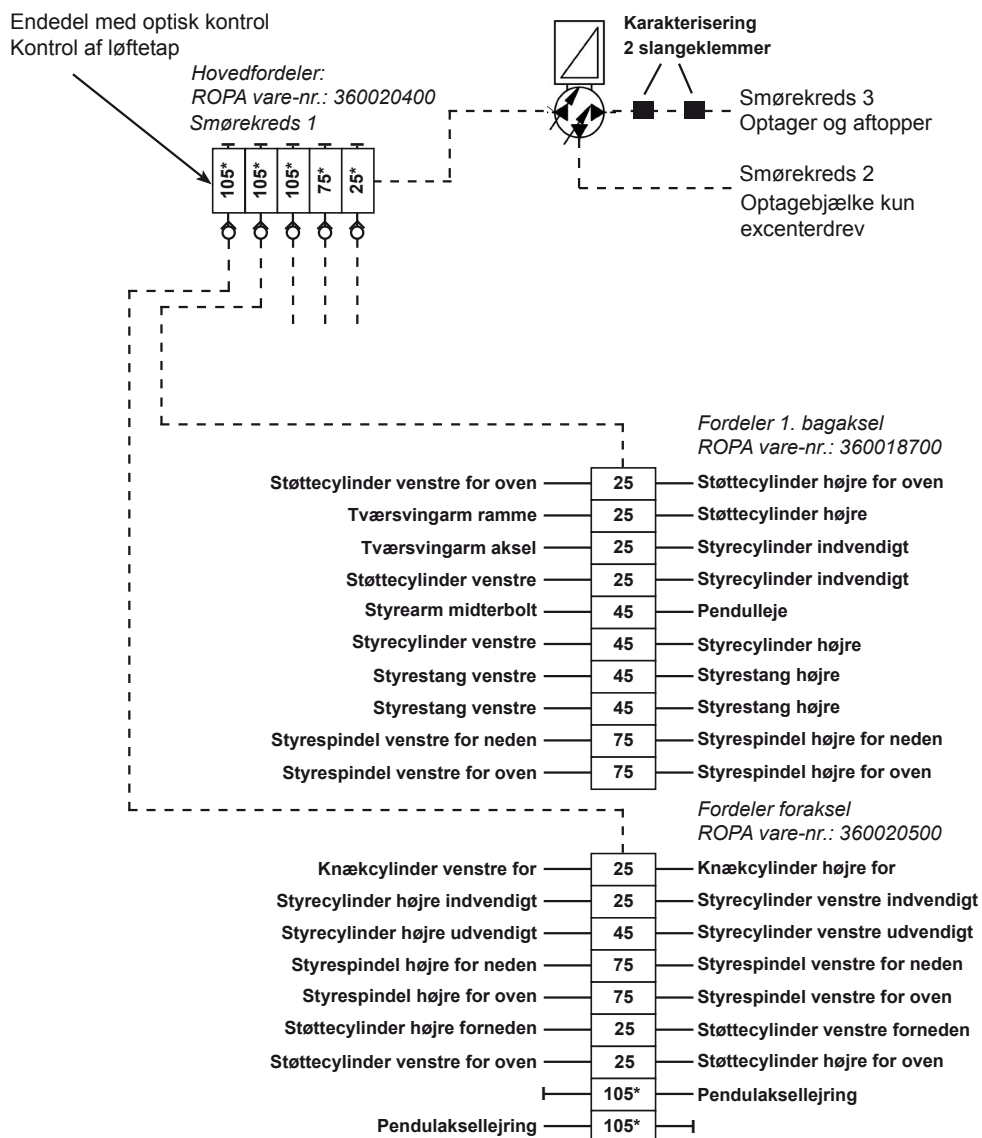 Endedel med optisk kontrol
Kontrol af løftetap
Hovedfordeler:
ROPA vare-nr.: 360020400
Smørekreds 1
105*
105*
105*
75*
25*
Karakterisering
2 slangeklemmer
Smørekreds 3
Optager og aftopper
Smørekreds 2
Optagebjælke kun
excenterdrev
Fordeler 1. bagaksel
ROPA vare-nr.: 360018700
Støttecylinder venstre for oven 25 Støttecylinder højre for oven
Tværsvingarm ramme 25 Støttecylinder højre
Tværsvingarm aksel 25 Styrecylinder indvendigt
Støttecylinder venstre 25 Styrecylinder indvendigt
Styrearm midterbolt 45 Pendulleje
Styrecylinder venstre 45 Styrecylinder højre
Styrestang venstre 45 Styrestang højre
Styrestang venstre 45 Styrestang højre
Styrespindel venstre for neden 75 Styrespindel højre for neden
Styrespindel venstre for oven 75 Styrespindel højre for oven
Fordeler foraksel
ROPA vare-nr.: 360020500
Knækcylinder venstre for 25 Knækcylinder højre for
Styrecylinder højre indvendigt 25 Styrecylinder venstre indvendigt
Styrecylinder højre udvendigt 45 Styrecylinder venstre udvendigt
Styrespindel højre for neden 75 Styrespindel venstre for neden
Styrespindel højre for oven 75 Styrespindel venstre for oven
Støttecylinder højre forneden 25 Støttecylinder venstre forneden
Støttecylinder venstre for oven 25 Støttecylinder højre for oven
105* Pendulaksellejring
Pendulaksellejring 105*